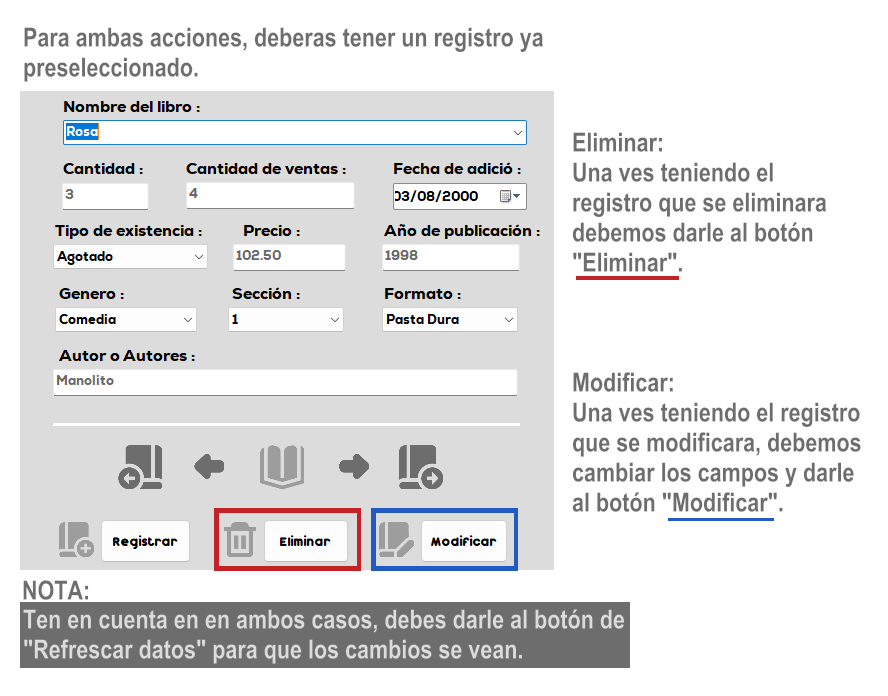 Para ambas acciones, deberas tener un registro ya
preseleccionado.
Nombre del libro :
Rosa
Cantidad :
Cantidad de ventas :
Fecha de adició :
3
4
03/08/2000
Tipo de existencia :
Precio :
Año de publicación :
Agotado
102.50
1998
Genero :
Sección :
Formato :
Comedia
1
Pasta Dura
Autor o Autores :
Manolito
Registrar
Eliminar
Modificar
Eliminar:
Una ves teniendo el
registro que se eliminara
debemos darle al botón
"Eliminar".
Modificar:
Una ves teniendo el registro
que se modificara, debemos
cambiar los campos y darle
al botón "Modificar".
NOTA:
Ten en cuenta en en ambos casos, debes darle al botón de
"Refrescar datos" para que los cambios se vean.